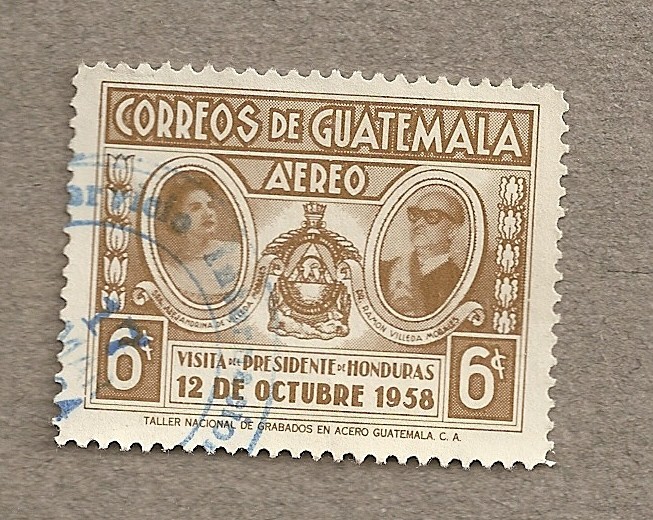 CORREOS DE GUATEMALA
AEREO
DR. RAMON VILLEDA MORALES
6¢
6¢
VISITA DEL PRESIDENTE DE HONDURAS
12 DE OCTUBRE 1958
TALLER NACIONAL DE GRABADOS EN ACERO GUATEMALA. C. A.